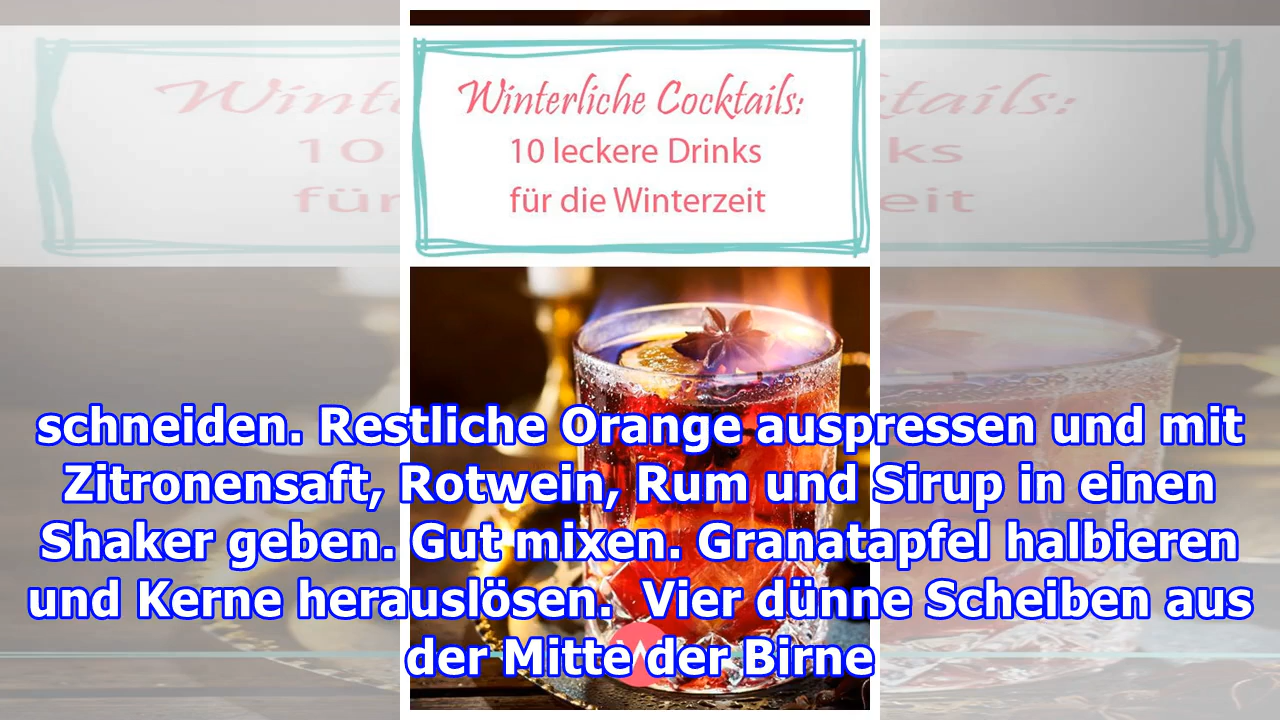 Winterliche Cocktails:
10 leckere Drinks
für die Winterzeit
schneiden. Restliche Orange auspressen und mit
Zitronensaft, Rotwein, Rum und Sirup in einen
Shaker geben. Gut mixen. Granatapfel halbieren
und Kerne herauslösen. Vier dünne Scheiben aus
der Mitte der Birne